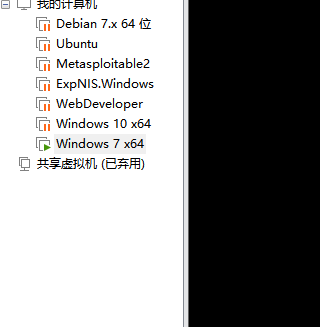 我的计算机
Debian 7.x 64 位
Ubuntu
Metasploitable2
ExpNIS.Windows
WebDeveloper
Windows 10 x64
Windows 7 x64
共享虚拟机 (已弃用)